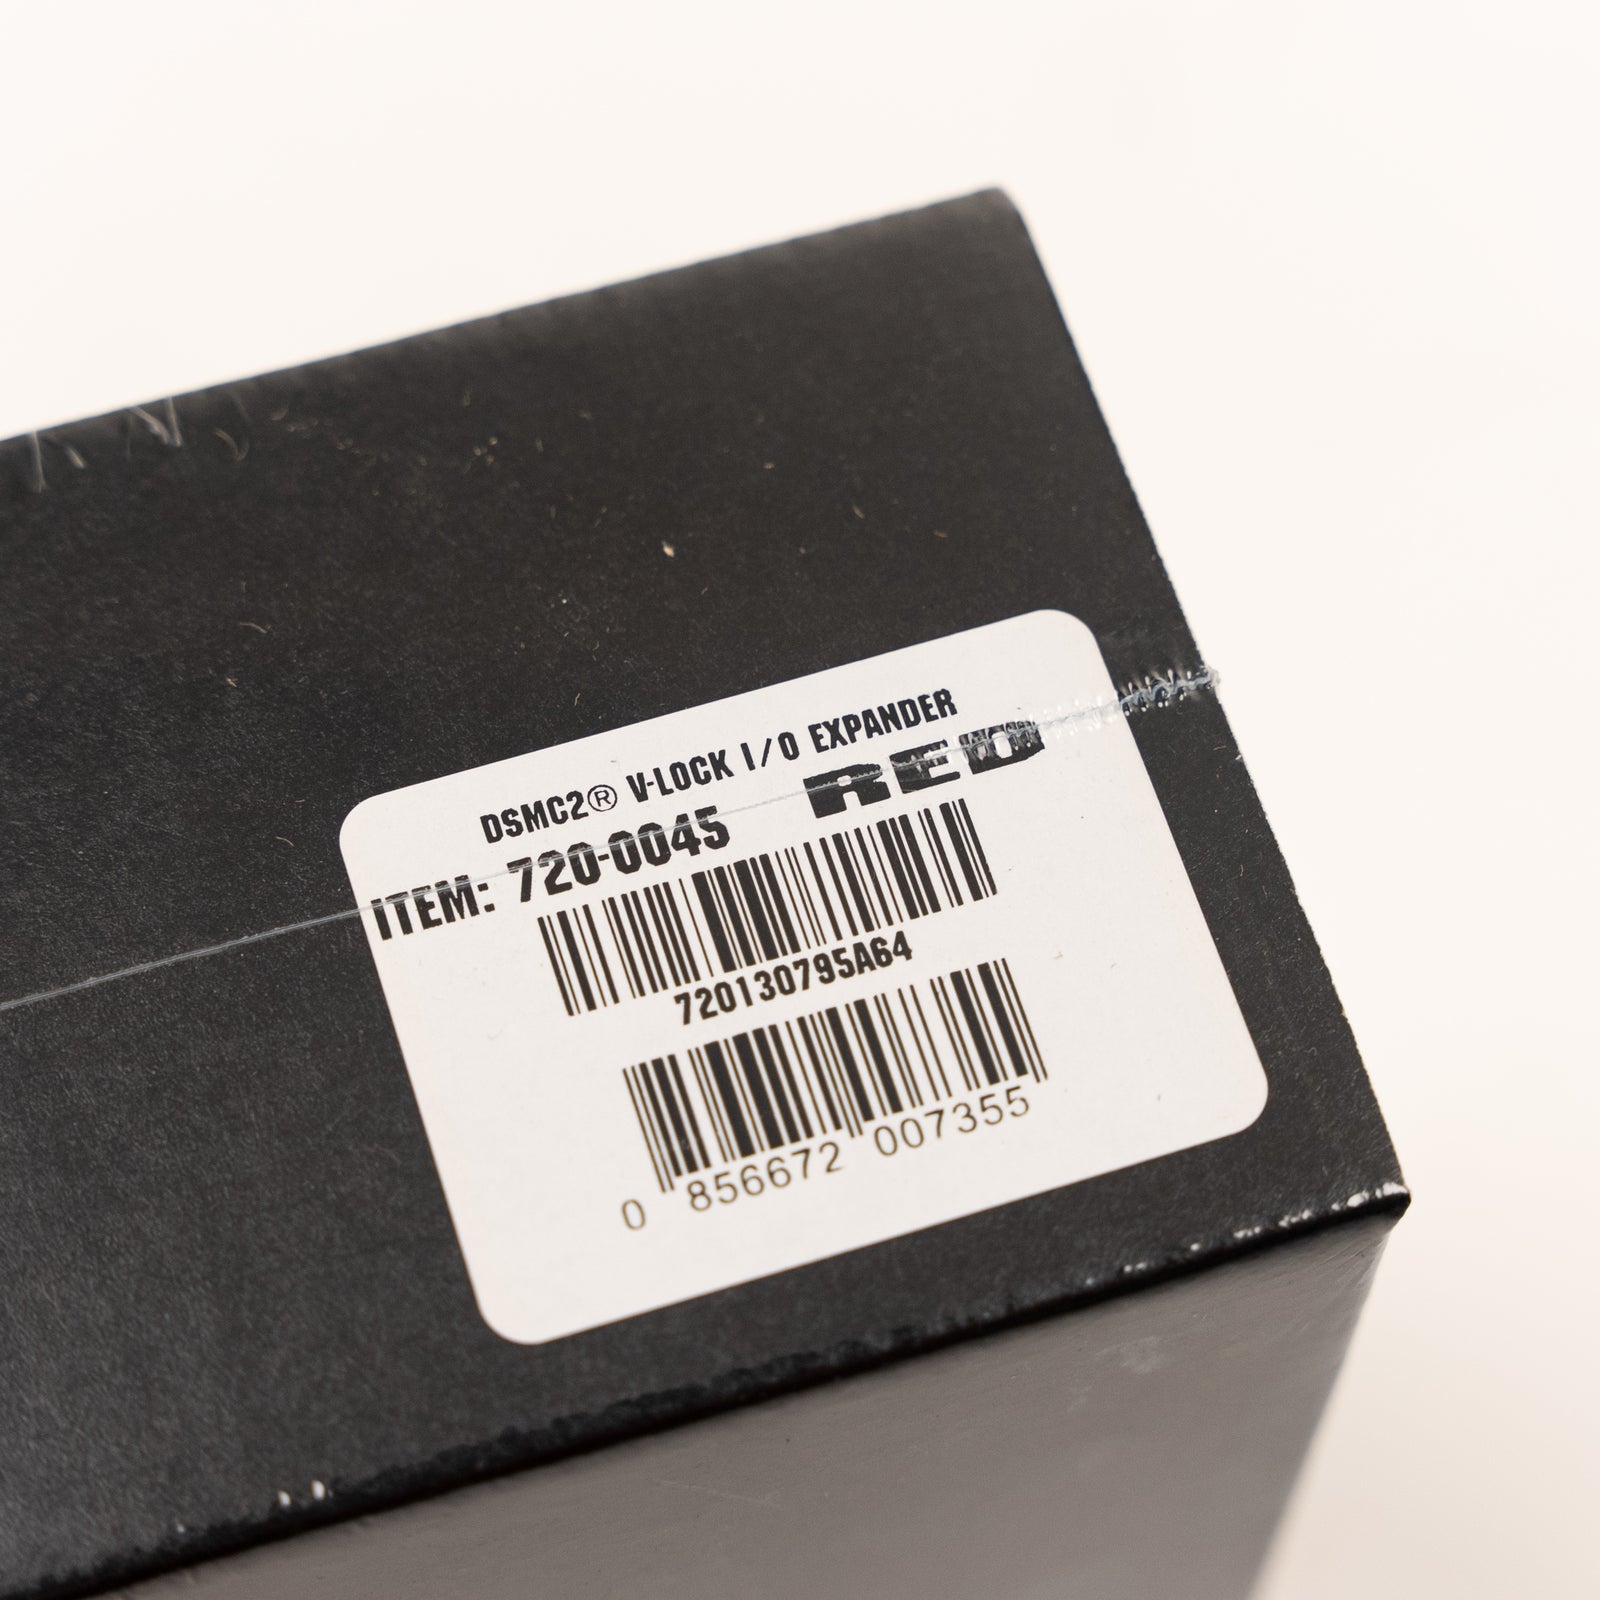 DSMC2® V-LOCK I/O EXPANDER
ITEM: 720-0045 RED
720130795A64
0 856672 007355